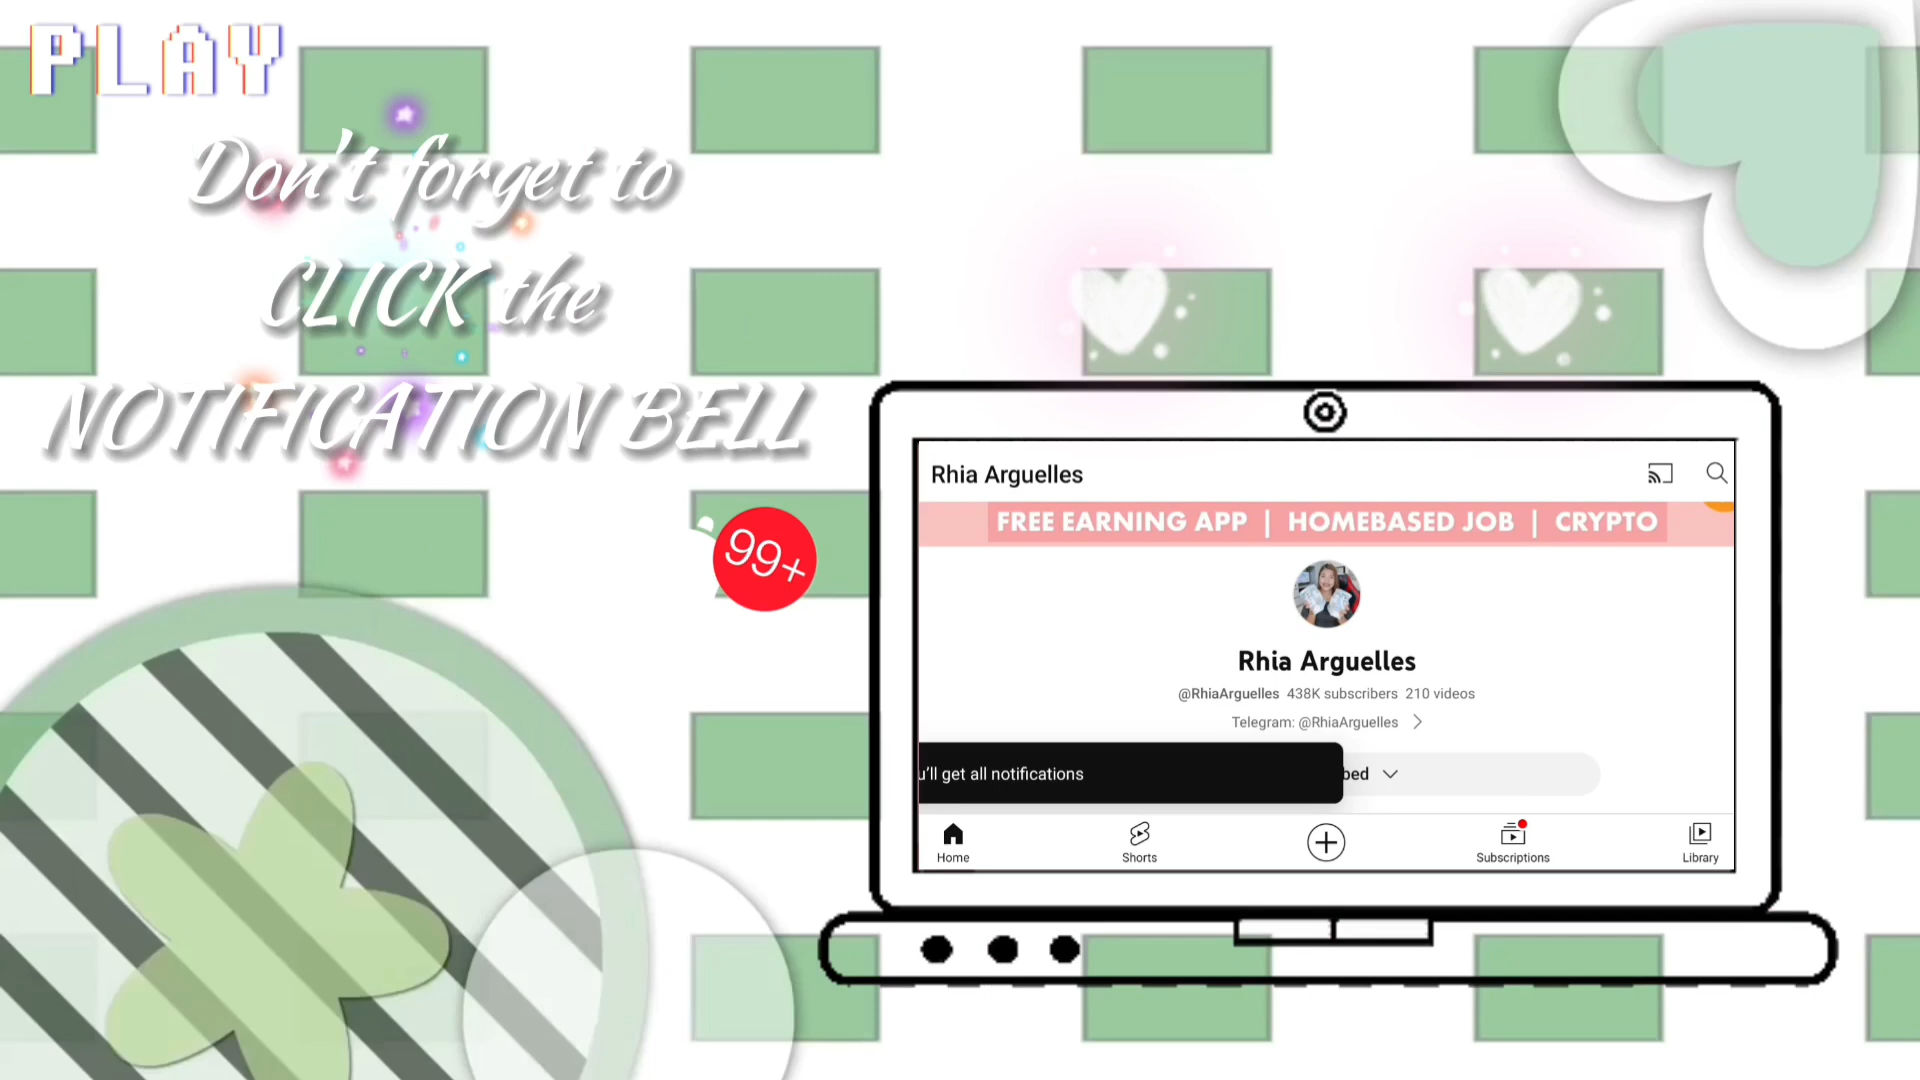 PLAY
Don't forget to
CLICK the
NOTIFICATION BELL
99+
Rhia Arguelles
FREE EARNING APP | HOMEBASED JOB | CRYPTO
Rhia Arguelles
@RhiaArguelles 438K subscribers 210 videos
Telegram: @RhiaArguelles
u'll get all notifications
bed
Home
Shorts
Subscriptions
Library